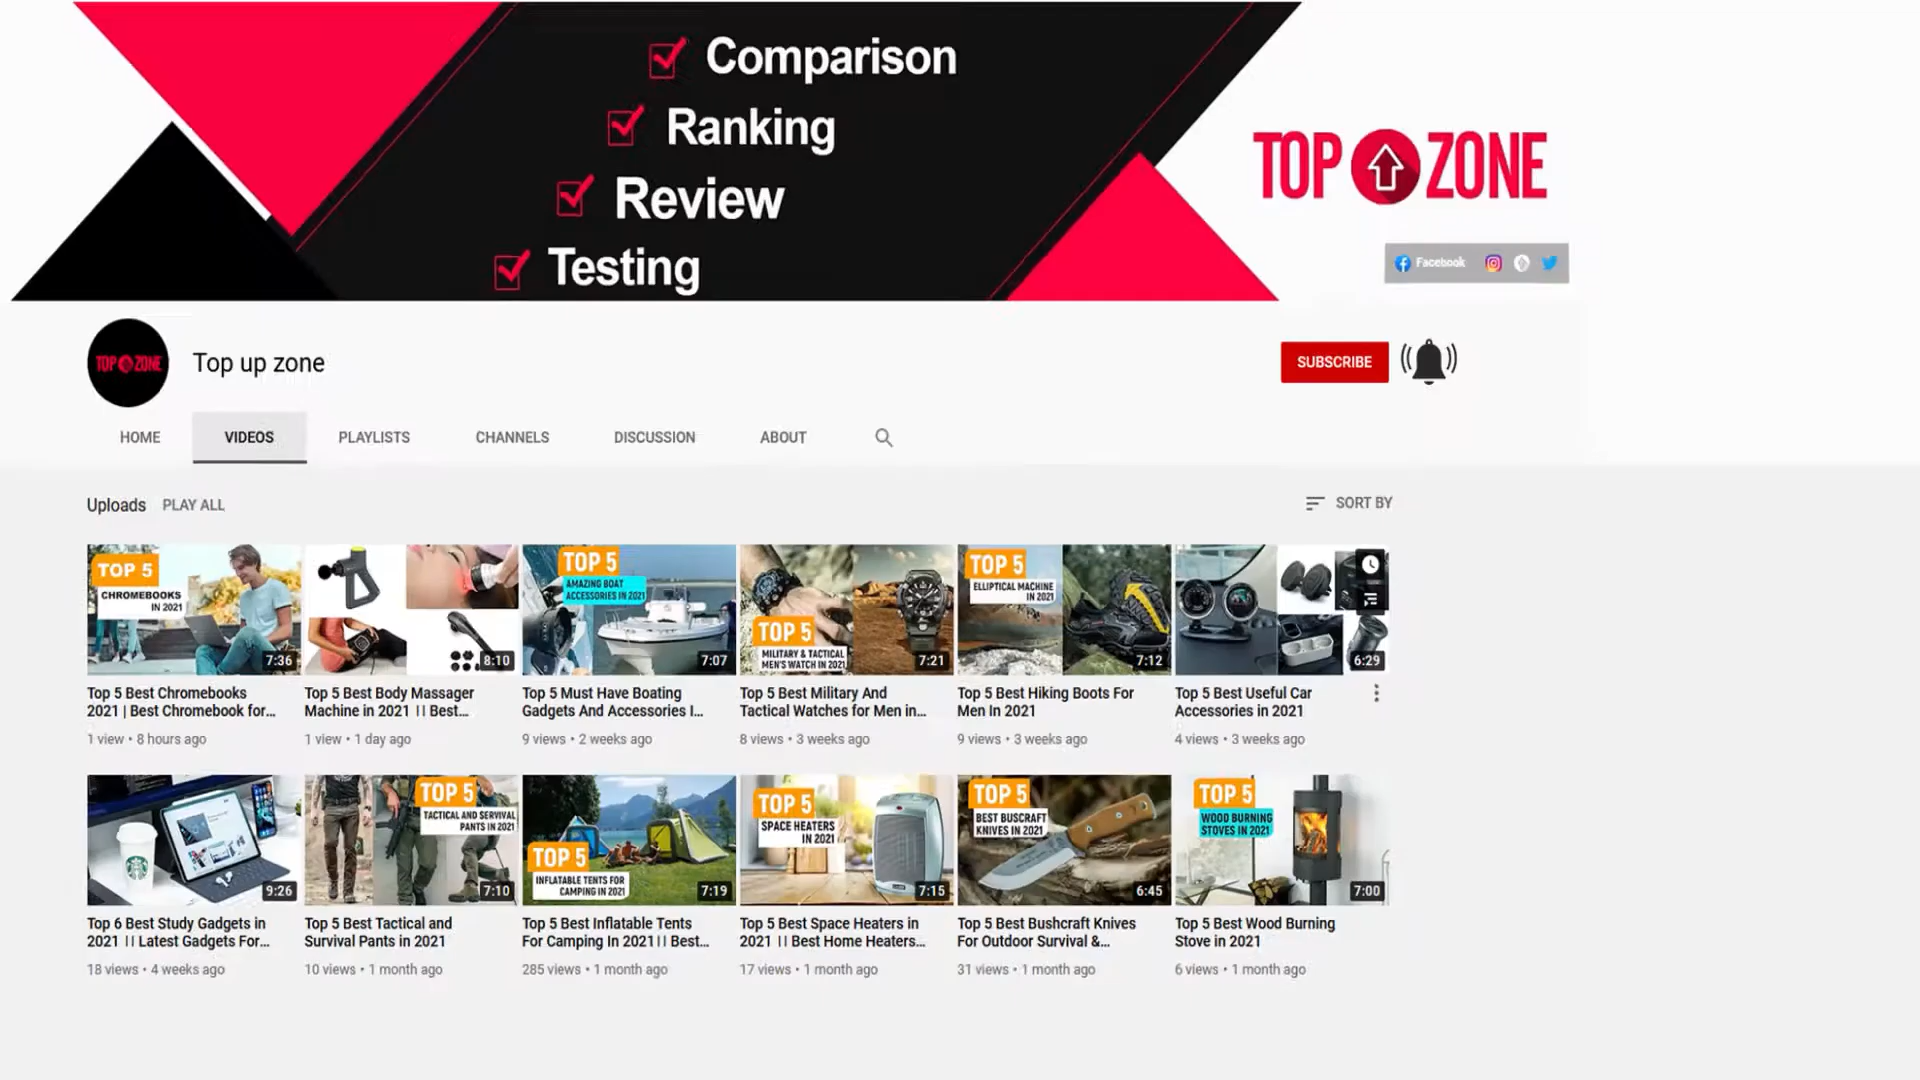 Comparison
Ranking
Review
Testing
TOP ZONE
Facebook
TOP ZONE
Top up zone
SUBSCRIBE
HOME
VIDEOS
PLAYLISTS
CHANNELS
DISCUSSION
ABOUT
Uploads
PLAY ALL
SORT BY
TOP 5
CHROMEBOOKS
IN 2021
7:36
8:10
TOP 5
AMAZING BOAT
ACCESSORIES IN 2021
7:07
TOP 5
MILITARY & TACTICAL
MEN'S WATCH IN 2021
7:21
TOP 5
ELLIPTICAL MACHINE
IN 2021
7:12
6:29
Top 5 Best Chromebooks
2021 | Best Chromebook for...
1 view • 8 hours ago
Top 5 Best Body Massager
Machine in 2021 || Best...
1 view • 1 day ago
Top 5 Must Have Boating
Gadgets And Accessories I...
9 views • 2 weeks ago
Top 5 Best Military And
Tactical Watches for Men in...
8 views • 3 weeks ago
Top 5 Best Hiking Boots For
Men In 2021
9 views • 3 weeks ago
Top 5 Best Useful Car
Accessories in 2021
4 views • 3 weeks ago
9:26
TOP 5
TACTICAL AND SERVIVAL
PANTS IN 2021
7:10
TOP 5
INFLATABLE TENTS FOR
CAMPING IN 2021
7:19
TOP 5
SPACE HEATERS
IN 2021
7:15
TOP 5
BEST BUSCRAFT
KNIVES IN 2021
6:45
TOP 5
WOOD BURNING
STOVES IN 2021
7:00
Top 6 Best Study Gadgets in
2021 || Latest Gadgets For...
18 views • 4 weeks ago
Top 5 Best Tactical and
Survival Pants in 2021
10 views • 1 month ago
Top 5 Best Inflatable Tents
For Camping In 2021|| Best...
285 views • 1 month ago
Top 5 Best Space Heaters in
2021 || Best Home Heaters...
17 views • 1 month ago
Top 5 Best Bushcraft Knives
For Outdoor Survival &...
31 views • 1 month ago
Top 5 Best Wood Burning
Stove in 2021
6 views • 1 month ago